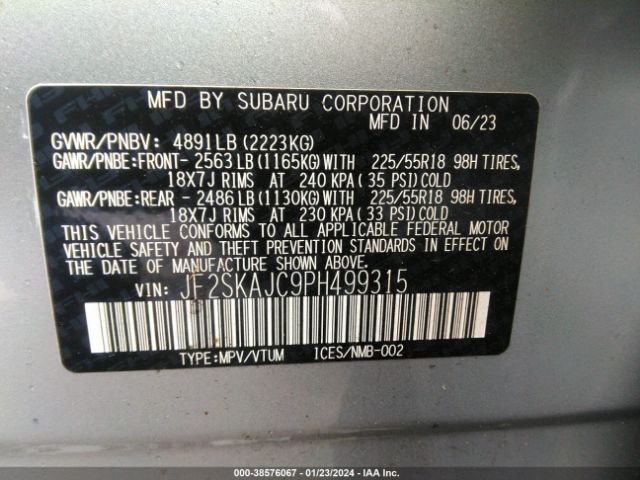 MFD BY SUBARU CORPORATION
MFD IN 06/23
GVWR/PNBV: 4891LB (2223KG)
GAWR/PNBE:FRONT- 2563LB (1165KG) WITH 225/55R18 98H TIRES,
18X7J RIMS AT 240 KPA (35 PSI) COLD
GAWR/PNBE:REAR - 2486LB (1130KG) WITH 225/55R18 98H TIRES,
18X7J RIMS AT 230 KPA (33 PSI) COLD
THIS VEHICLE CONFORMS TO ALL APPLICABLE FEDERAL MOTOR
VEHICLE SAFETY AND THEFT PREVENTION STANDARDS IN EFFECT ON
THE DATE OF MANUFACTURE SHOWN ABOVE.
VIN: JF2SKAJC9PH499315
TYPE:MPV/VTUM ICES/NMB-002
000-38576067 - 01/23/2024 - IAA Inc.